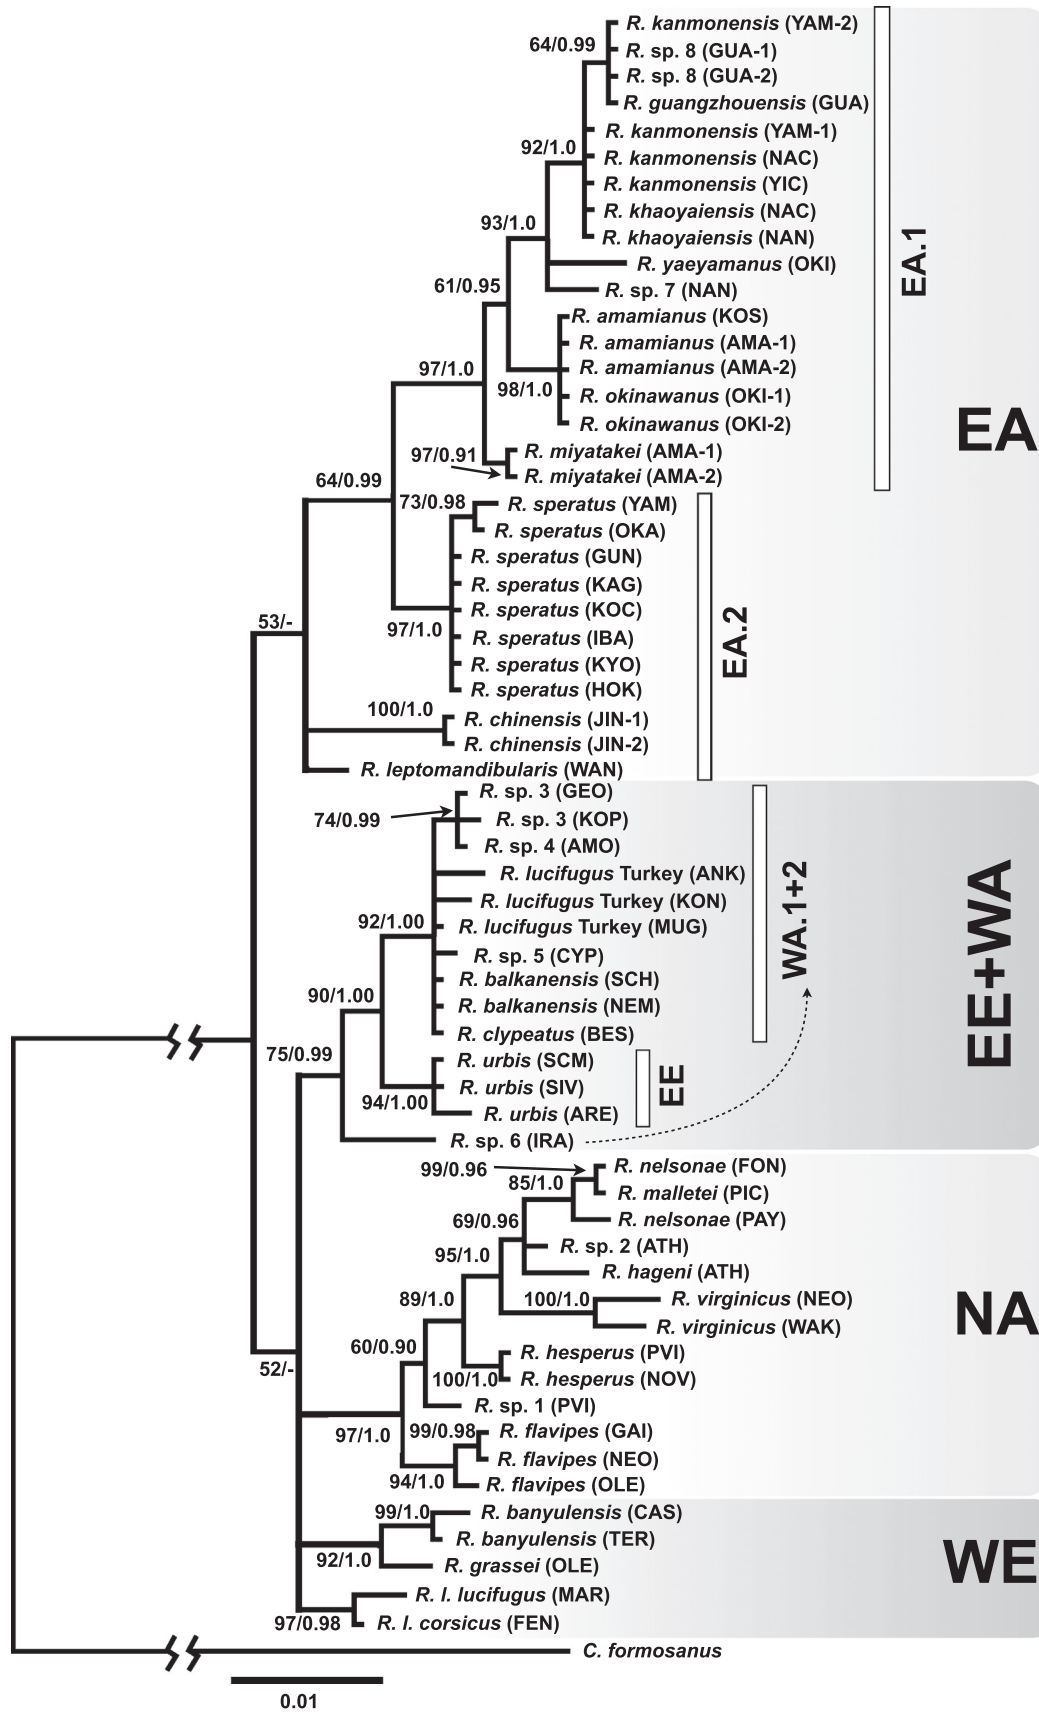 R. kanmonensis (YAM-2)
64/0.99
R. sp. 8 (GUA-1)
R. sp. 8 (GUA-2)
R. guangzhouensis (GUA)
R. kanmonensis (YAM-1)
92/1.0
R. kanmonensis (NAC)
R. kanmonensis (YIC)
R. khaoyaiensis (NAC)
93/1.0
R. khaoyaiensis (NAN)
EA.1
R. yaeyamanus (OKI)
61/0.95
R. sp. 7 (NAN)
R. amamianus (KOS)
R. amamianus (AMA-1)
97/1.0
R. amamianus (AMA-2)
98/1.0
R. okinawanus (OKI-1)
R. okinawanus (OKI-2)
EA
97/0.91
R. miyatakei (AMA-1)
R. miyatakei (AMA-2)
64/0.99
73/0.98
R. speratus (YAM)
R. speratus (OKA)
R. speratus (GUN)
R. speratus (KAG)
R. speratus (KOC)
53/-
97/1.0
R. speratus (IBA)
EA.2
R. speratus (KYO)
R. speratus (HOK)
100/1.0
R. chinensis (JIN-1)
R. chinensis (JIN-2)
R. leptomandibularis (WAN)
R. sp. 3 (GEO)
74/0.99
R. sp. 3 (KOP)
R. sp. 4 (AMO)
R. lucifugus Turkey (ANK)
R. lucifugus Turkey (KON)
92/1.00
R. lucifugus Turkey (MUG)
WA.1+2
R. sp. 5 (CYP)
EE+WA
R. balkanensis (SCH)
90/1.00
R. balkanensis (NEM)
R. clypeatus (BES)
75/0.99
R. urbis (SCM)
R. urbis (SIV)
EE
94/1.00
R. urbis (ARE)
R. sp. 6 (IRA)
99/0.96
R. nelsonae (FON)
85/1.0
R. malletei (PIC)
69/0.96
R. nelsonae (PAY)
95/1.0
R. sp. 2 (ATH)
R. hageni (ATH)
89/1.0
100/1.0
R. virginicus (NEO)
NA
R. virginicus (WAK)
60/0.90
R. hesperus (PVI)
52/-
100/1.0
R. hesperus (NOV)
R. sp. 1 (PVI)
97/1.0
99/0.98
R. flavipes (GAI)
R. flavipes (NEO)
94/1.0
R. flavipes (OLE)
99/1.0
R. banyulensis (CAS)
R. banyulensis (TER)
92/1.0
R. grassei (OLE)
WE
R. l. lucifugus (MAR)
97/0.98
R. l. corsicus (FEN)
C. formosanus
0.01